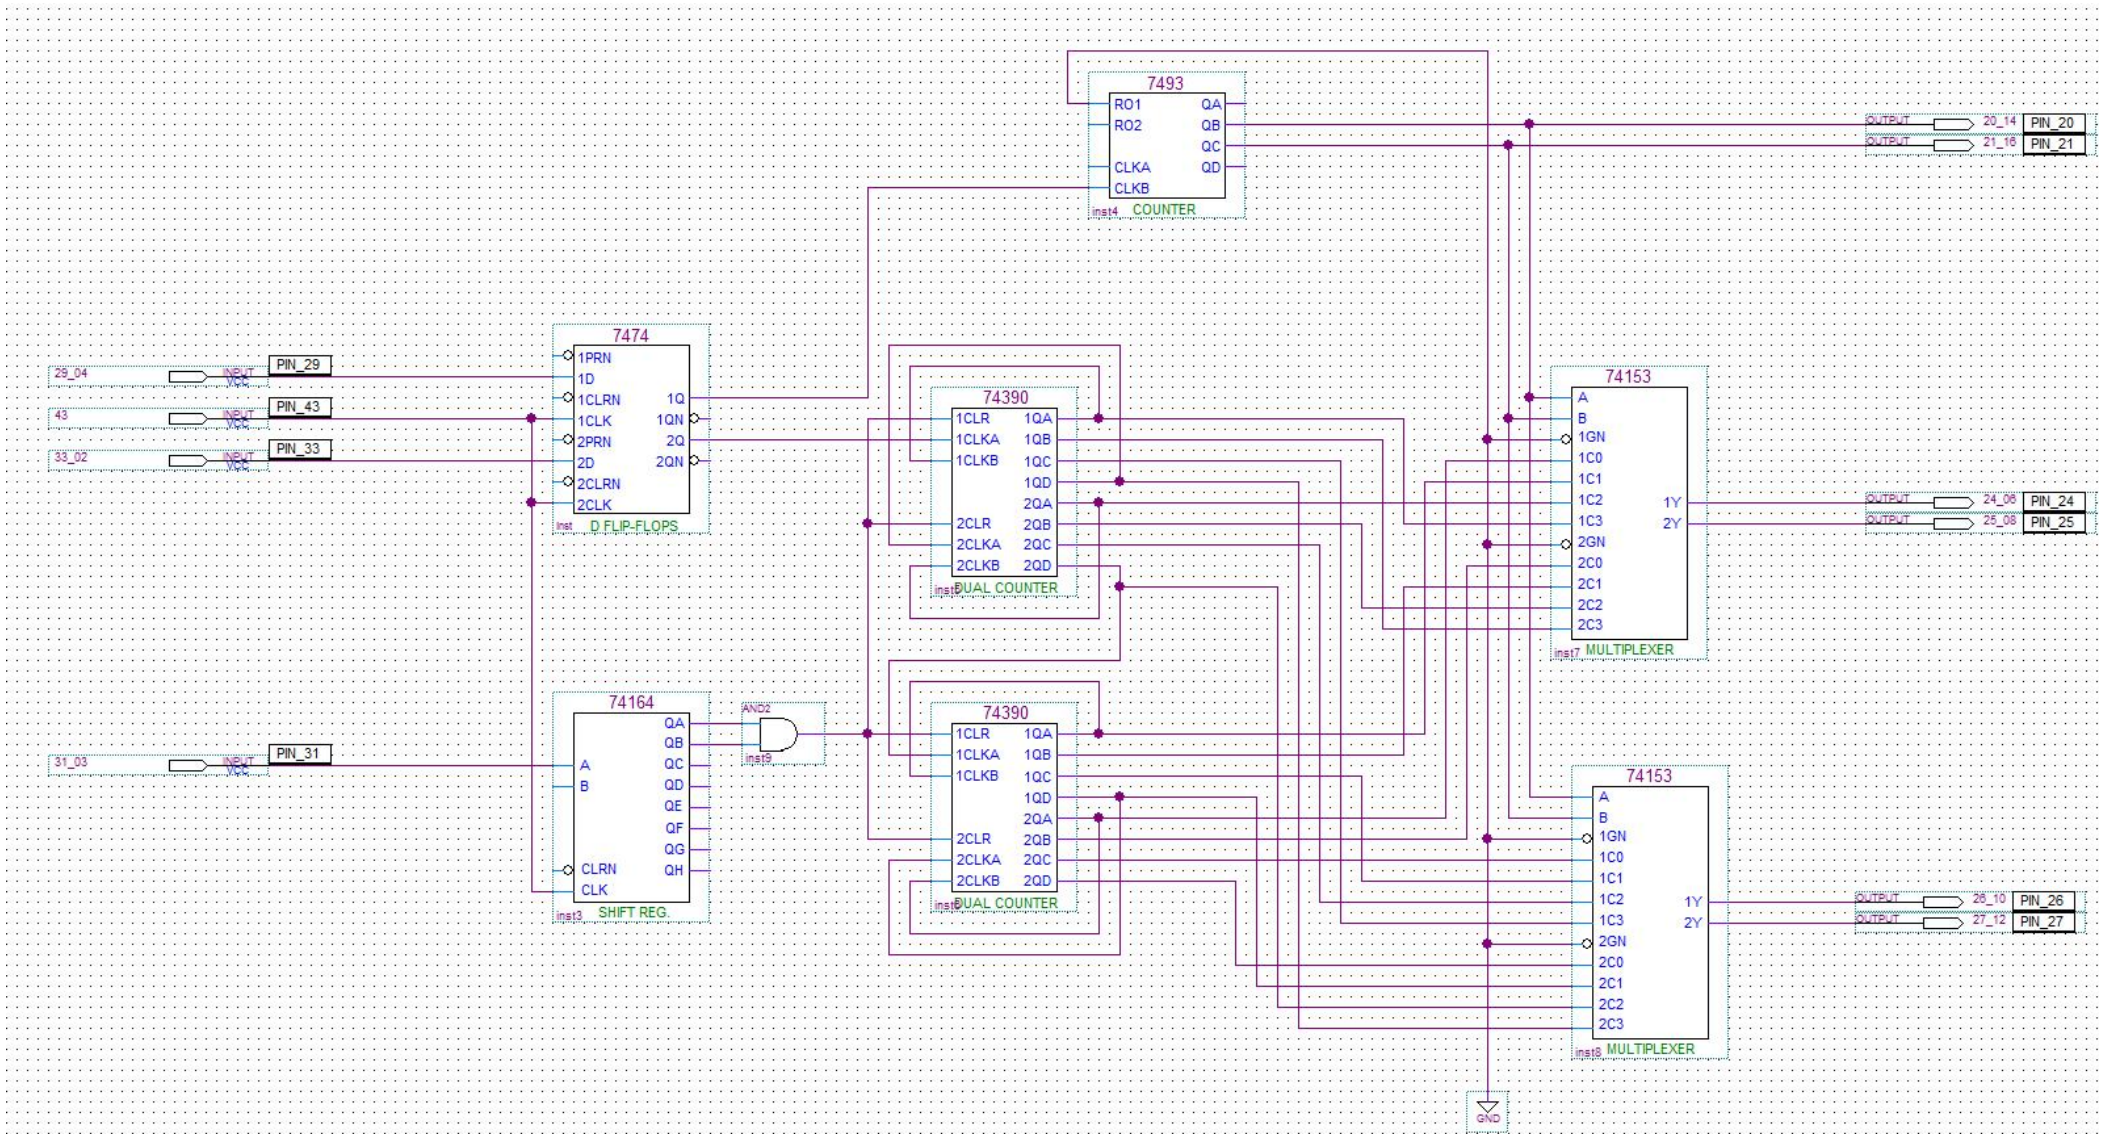 7493
RO1 QA
RO2 QB
QC
CLKA QD
CLKB
inst4 COUNTER
OUTPUT 20_14 PIN_20
OUTPUT 21_16 PIN_21
7474
1PRN
1D
1CLRN 1Q
1CLK 1QN
2PRN 2Q
2D 2QN
2CLRN
2CLK
inst D FLIP-FLOPS
29_04 INPUT VCC PIN_29
43 INPUT VCC PIN_43
33_02 INPUT VCC PIN_33
74390
1CLR 1QA
1CLKA 1QB
1CLKB 1QC
1QD
2QA
2CLR 2QB
2CLKA 2QC
2CLKB 2QD
DUAL COUNTER
74153
A
B
1GN
1C0
1C1
1C2 1Y
1C3 2Y
2GN
2C0
2C1
2C2
2C3
inst7 MULTIPLEXER
OUTPUT 24_06 PIN_24
OUTPUT 25_08 PIN_25
74164
QA
QB
A QC
B QD
QE
QF
QG
CLRN QH
CLK
inst3 SHIFT REG.
31_03 INPUT VCC PIN_31
AND2
inst9
74390
1CLR 1QA
1CLKA 1QB
1CLKB 1QC
1QD
2QA
2CLR 2QB
2CLKA 2QC
2CLKB 2QD
DUAL COUNTER
74153
A
B
1GN
1C0
1C1
1C2 1Y
1C3 2Y
2GN
2C0
2C1
2C2
2C3
inst8 MULTIPLEXER
OUTPUT 26_10 PIN_26
OUTPUT 27_12 PIN_27
GND